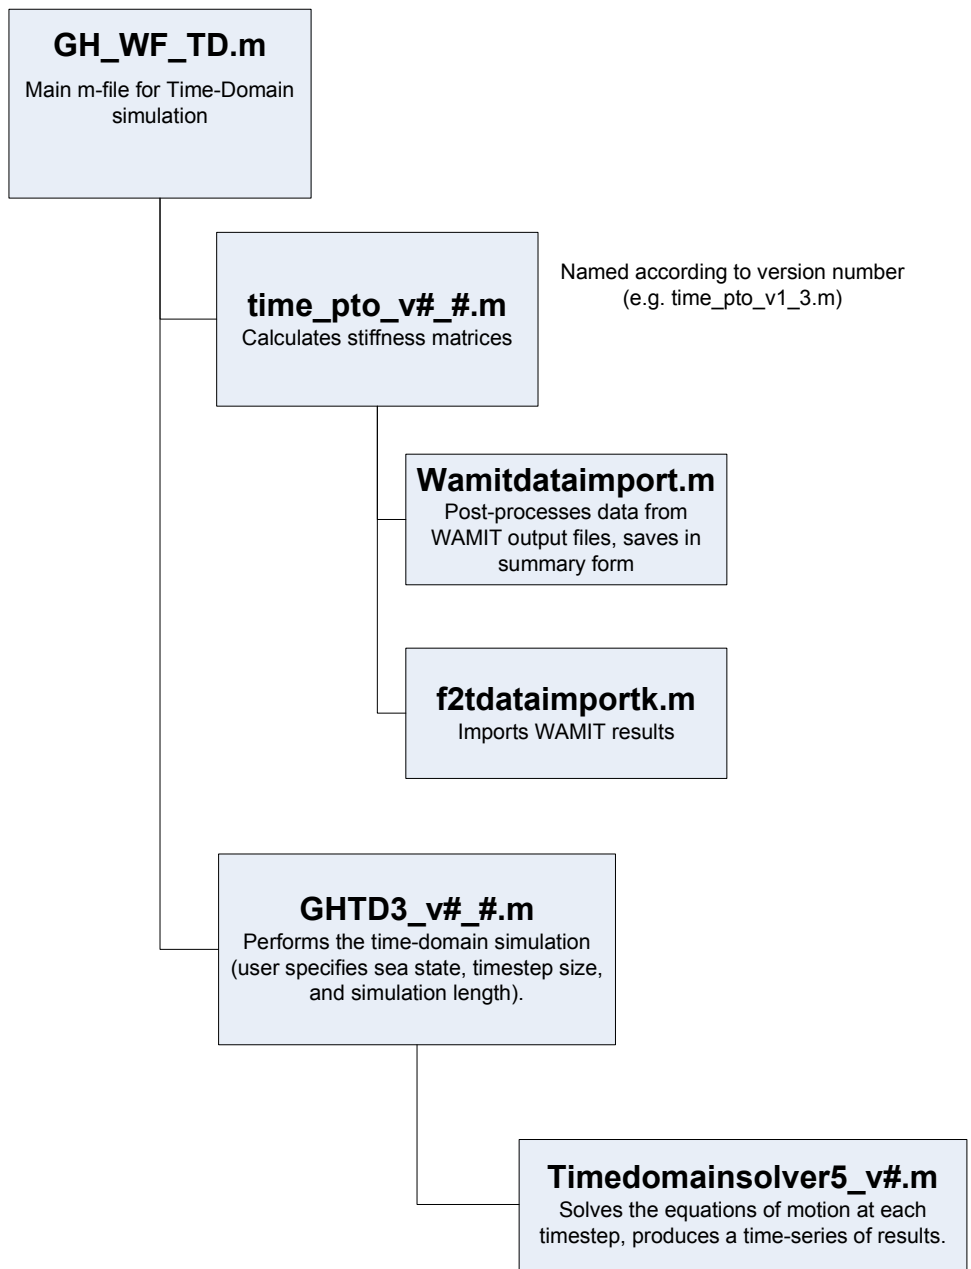 GH_WF_TD.m
Main m-file for Time-Domain
simulation
time_pto_v#_#.m
Calculates stiffness matrices
Named according to version number
(e.g. time_pto_v1_3.m)
Wamitdataimport.m
Post-processes data from
WAMIT output files, saves in
summary form
f2tdataimportk.m
Imports WAMIT results
GHTD3_v#_#.m
Performs the time-domain simulation
(user specifies sea state, timestep size,
and simulation length).
Timedomainsolver5_v#.m
Solves the equations of motion at each
timestep, produces a time-series of results.